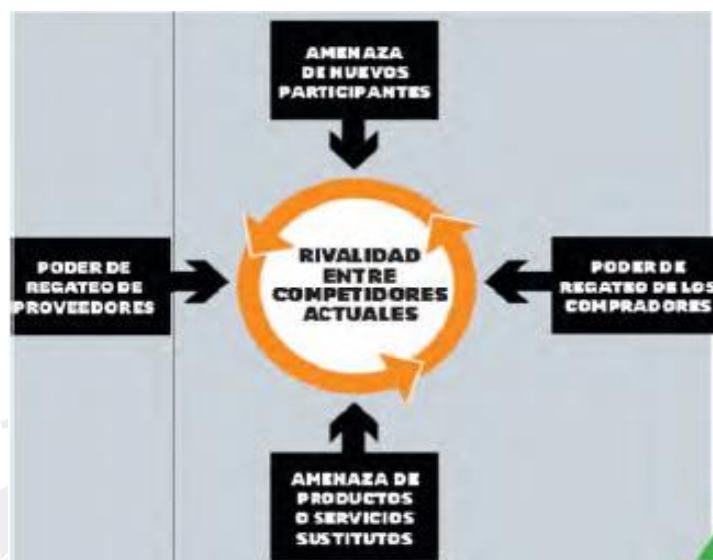 AMENAZA
DE NUEVOS
PARTICIPANTES
PODER DE
REGATEO DE
PROVEEDORES
RIVALIDAD
ENTRE
COMPETIDORES
ACTUALES
PODER DE
REGATEO DE LOS
COMPRADORES
AMENAZA DE
PRODUCTOS
O SERVICIOS
SUSTITUTOS